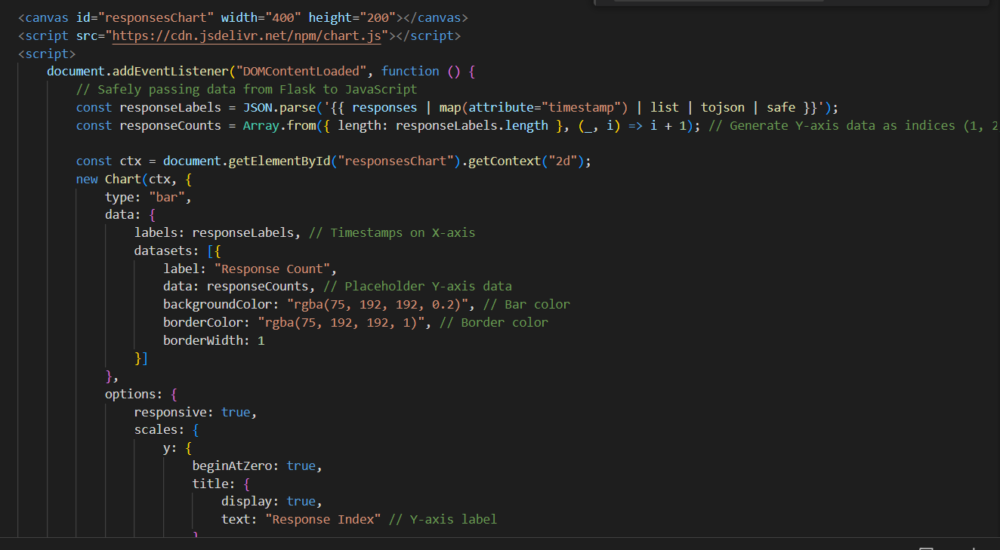 <canvas id="responsesChart" width="400" height="200"></canvas>
<script src="https://cdn.jsdelivr.net/npm/chart.js"></script>
<script>
document.addEventListener("DOMContentLoaded", function () {
// Safely passing data from Flask to JavaScript
const responseLabels = JSON.parse('{{ responses | map(attribute="timestamp") | list | tojson | safe }}');
const responseCounts = Array.from({ length: responseLabels.length }, (_, i) => i + 1); // Generate Y-axis data as indices (1, 2
const ctx = document.getElementById("responsesChart").getContext("2d");
new Chart(ctx, {
type: "bar",
data: {
labels: responseLabels, // Timestamps on X-axis
datasets: [{
label: "Response Count",
data: responseCounts, // Placeholder Y-axis data
backgroundColor: "rgba(75, 192, 192, 0.2)", // Bar color
borderColor: "rgba(75, 192, 192, 1)", // Border color
borderWidth: 1
}]
},
options: {
responsive: true,
scales: {
y: {
beginAtZero: true,
title: {
display: true,
text: "Response Index" // Y-axis label
}